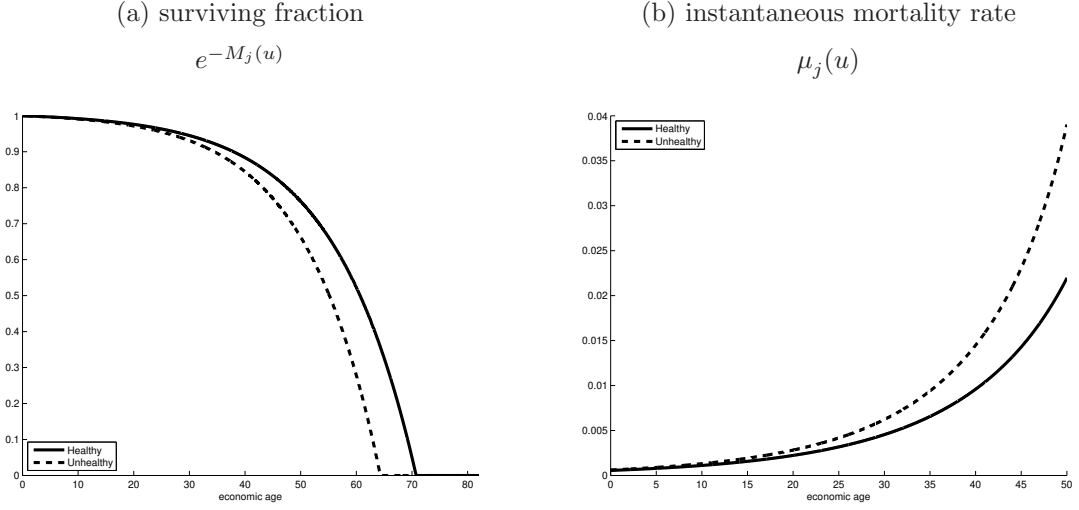 (a) surviving fraction
e^{-M_j(u)}
1
0.9
0.8
0.7
0.6
0.5
0.4
0.3
0.2
0.1
0
Healthy
Unhealthy
0 10 20 30 40 50 60 70 80
economic age
(b) instantaneous mortality rate
μ_j(u)
0.04
0.035
0.03
0.025
0.02
0.015
0.01
0.005
0
Healthy
Unhealthy
0 5 10 15 20 25 30 35 40 45 50
economic age